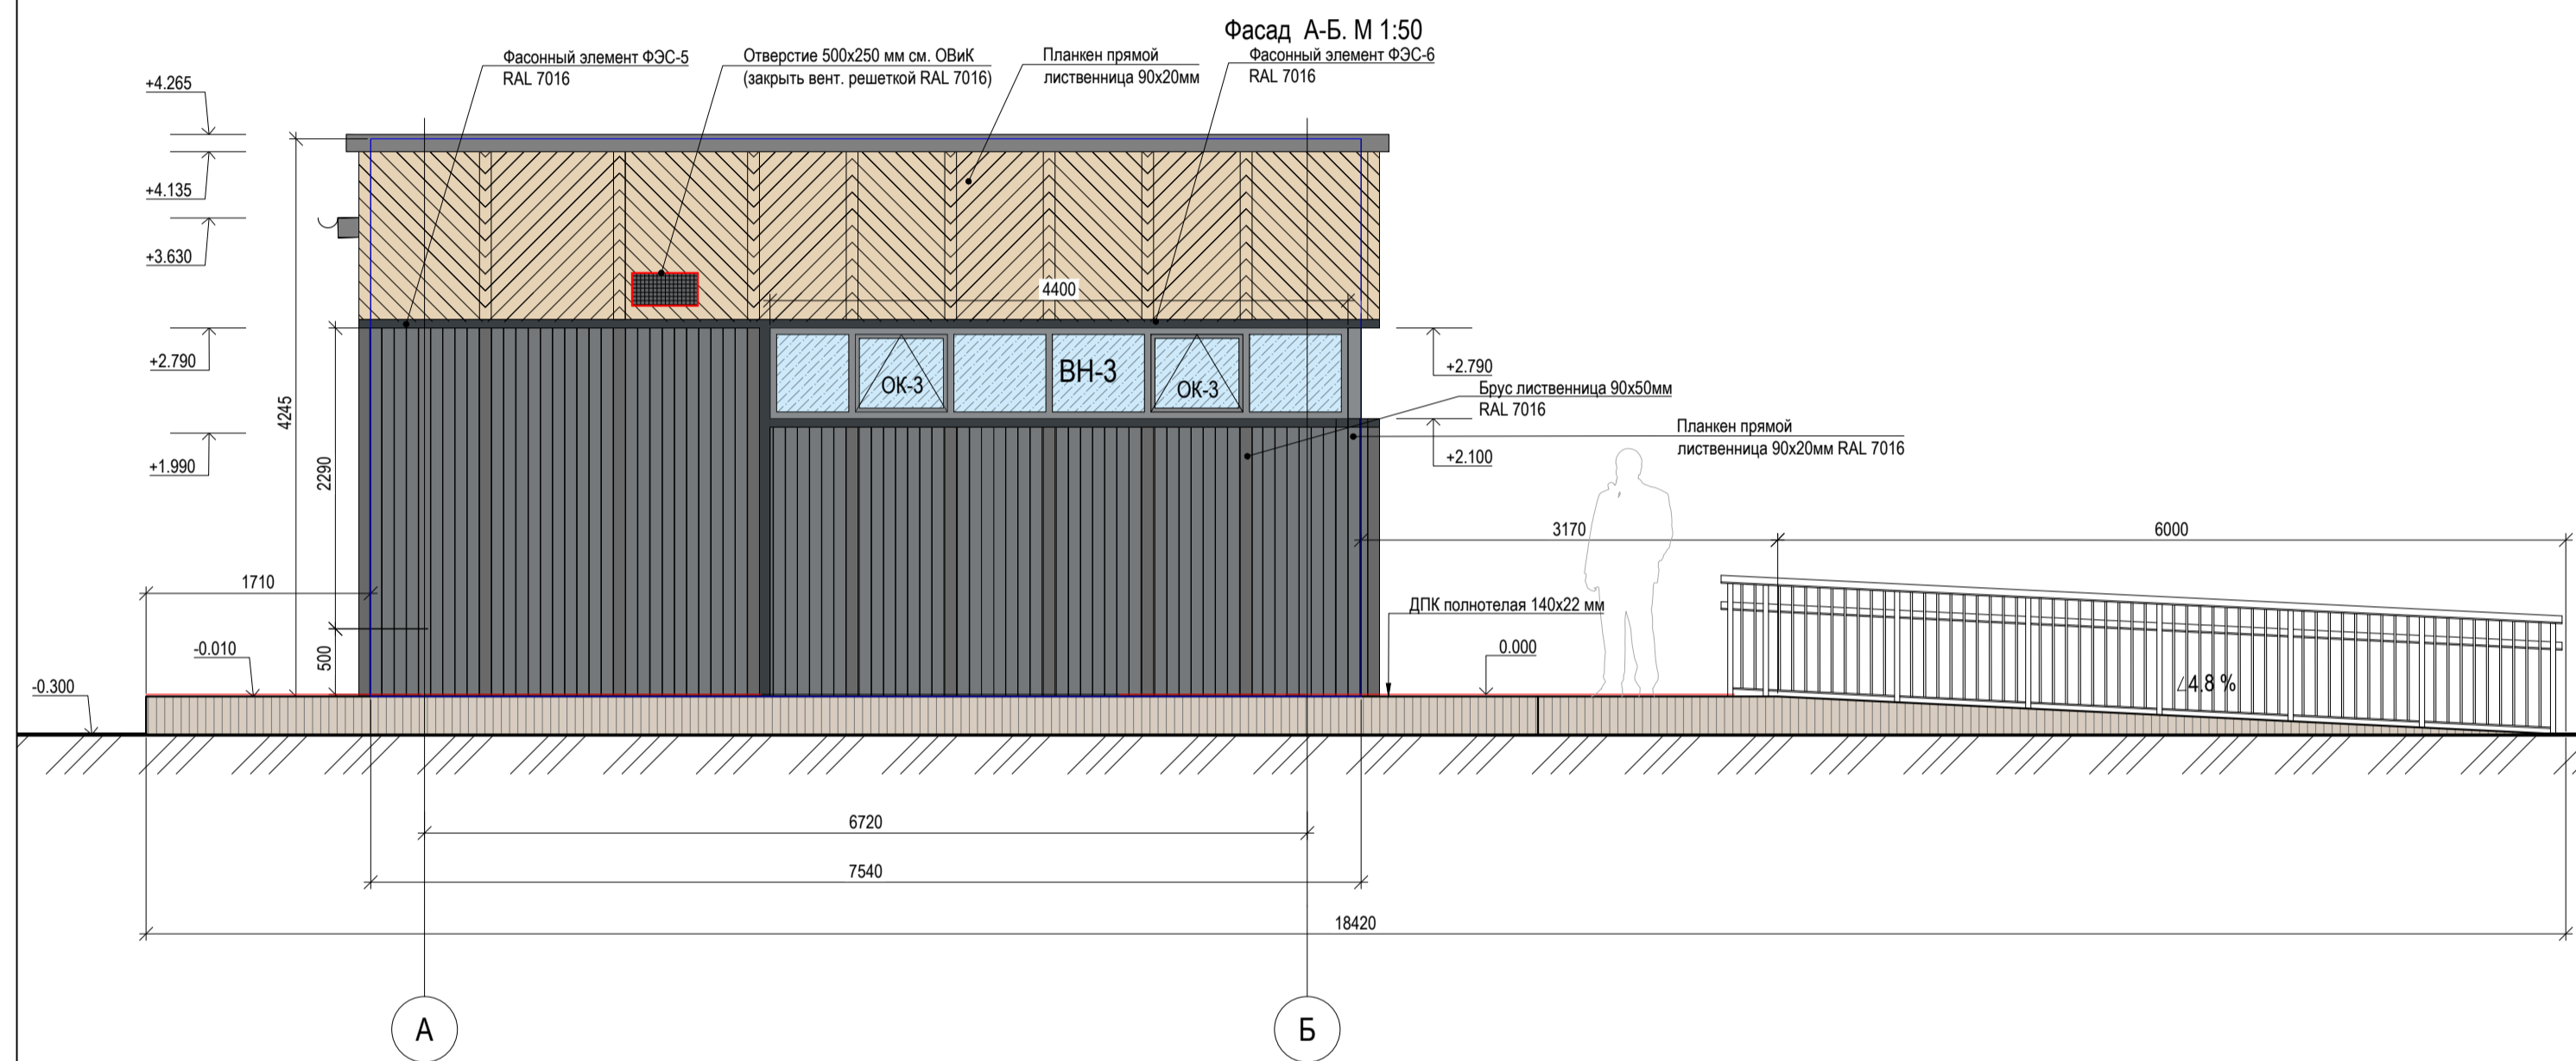 Фасад А-Б. М 1:50
Фасонный элемент ФЭС-5
RAL 7016
Отверстие 500х250 мм см. ОВиК
(закрыть вент. решеткой RAL 7016)
Планкен прямой
лиственница 90х20мм
Фасонный элемент ФЭС-6
RAL 7016
+4.265
+4.135
+3.630
+2.790
+1.990
4245
2290
500
4400
ОК-3
ВН-3
ОК-3
+2.790
Брус лиственница 90х50мм
RAL 7016
+2.100
Планкен прямой
лиственница 90х20мм RAL 7016
3170
6000
1710
ДПК полнотелая 140х22 мм
-0.010
0.000
-0.300
∠4.8 %
6720
7540
18420
А
Б